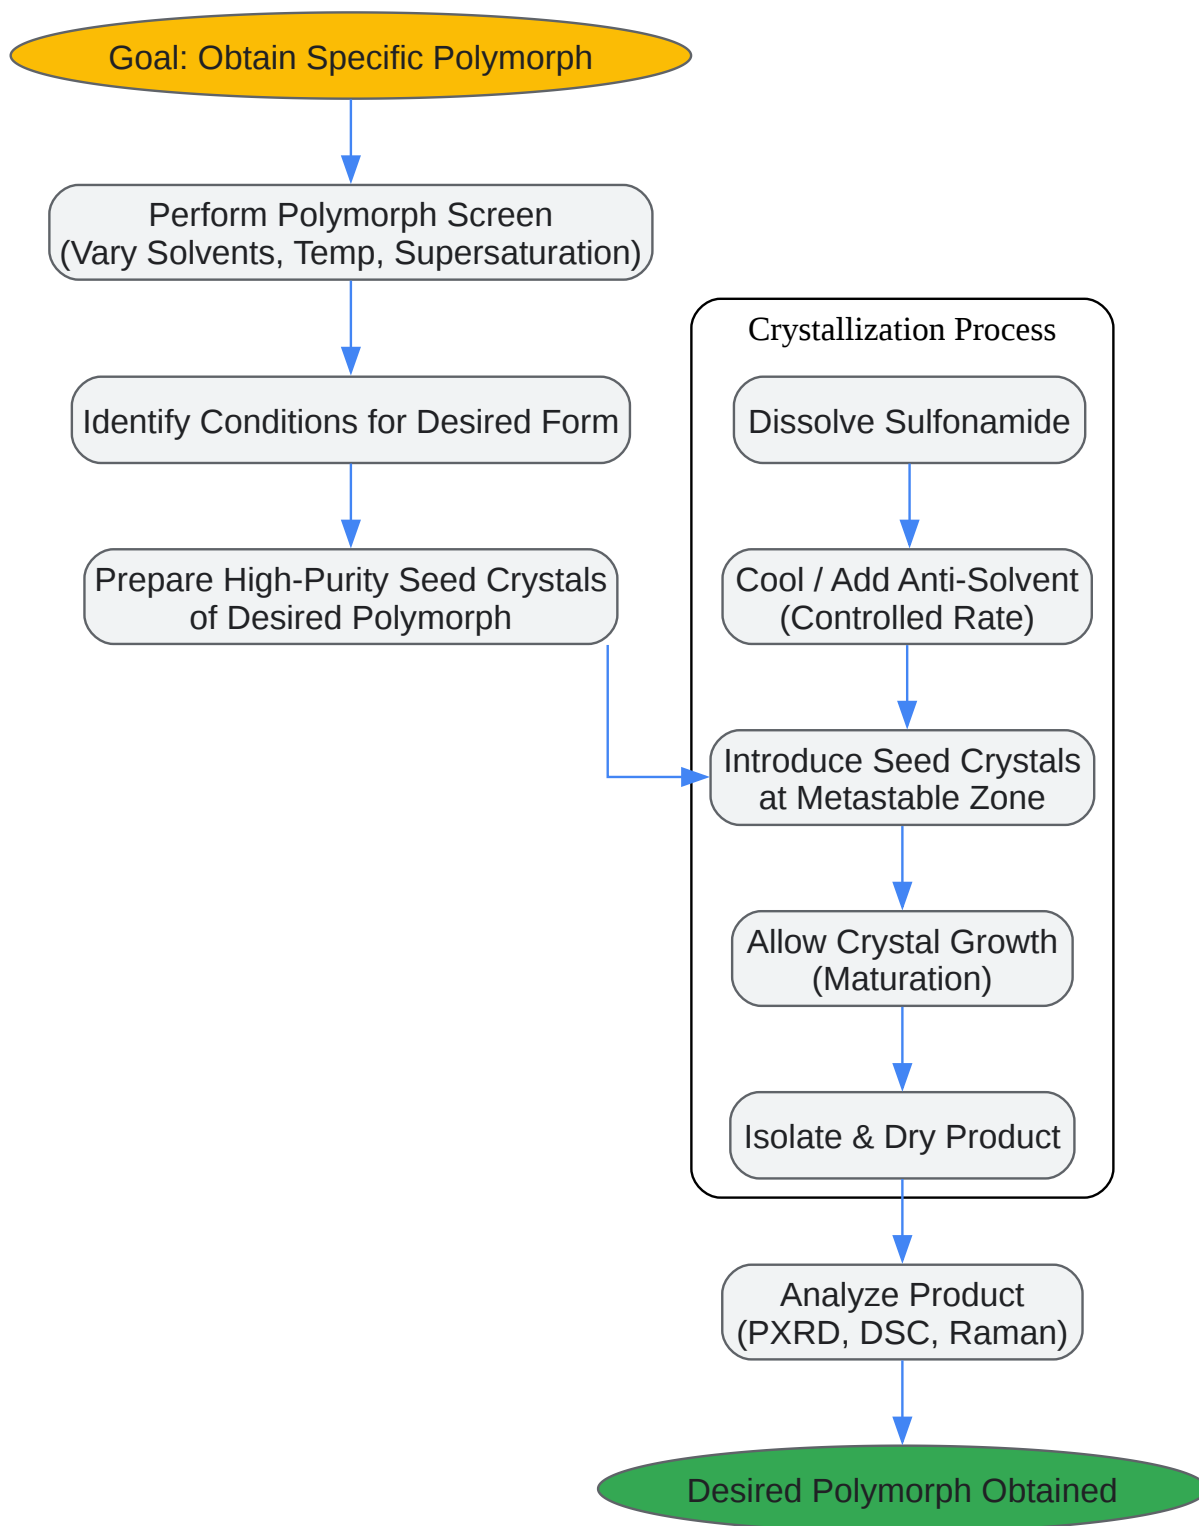 Goal: Obtain Specific Polymorph
Perform Polymorph Screen
(Vary Solvents, Temp, Supersaturation)
Identify Conditions for Desired Form
Prepare High-Purity Seed Crystals
of Desired Polymorph
Crystallization Process
Dissolve Sulfonamide
Cool / Add Anti-Solvent
(Controlled Rate)
Introduce Seed Crystals
at Metastable Zone
Allow Crystal Growth
(Maturation)
Isolate & Dry Product
Analyze Product
(PXRD, DSC, Raman)
Desired Polymorph Obtained